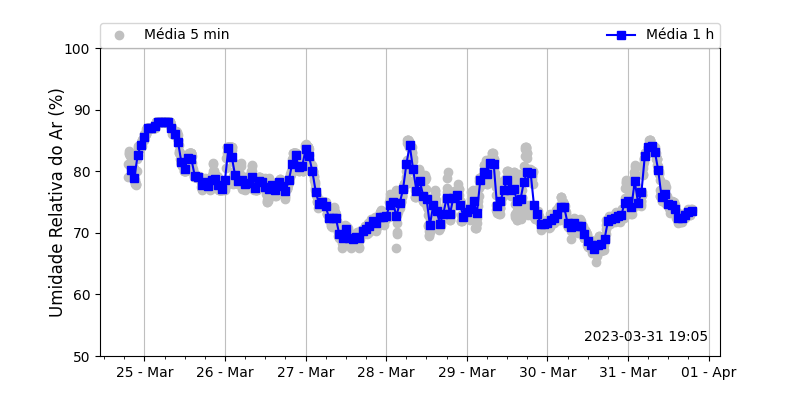 Média 5 min
Média 1 h
Umidade Relativa do Ar (%)
100
90
80
70
60
50
2023-03-31 19:05
25 - Mar
26 - Mar
27 - Mar
28 - Mar
29 - Mar
30 - Mar
31 - Mar
01 - Apr